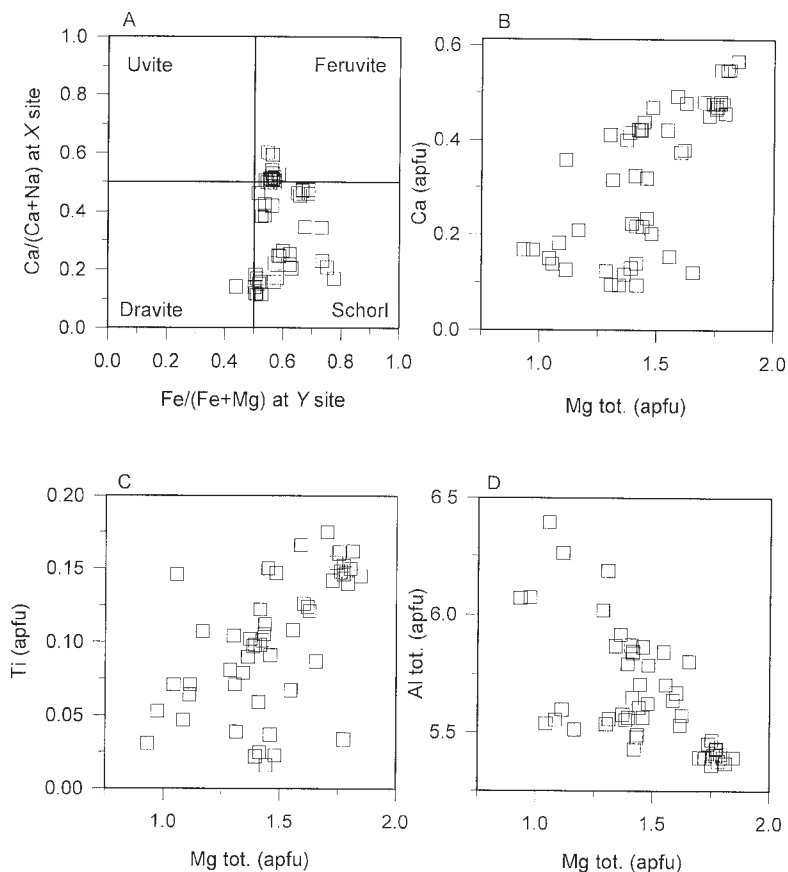 A
1.0
Uvite
Feruvite
0.8
0.6
0.4
0.2
Dravite
Schorl
0.0
0.0 0.2 0.4 0.6 0.8 1.0
Ca/(Ca+Na) at X site
Fe/(Fe+Mg) at Y site
B
0.6
0.4
0.2
0.0
1.0 1.5 2.0
Ca (apfu)
Mg tot. (apfu)
C
0.20
0.15
0.10
0.05
0.00
1.0 1.5 2.0
Ti (apfu)
Mg tot. (apfu)
D
6.5
6.0
5.5
1.0 1.5 2.0
Al tot. (apfu)
Mg tot. (apfu)